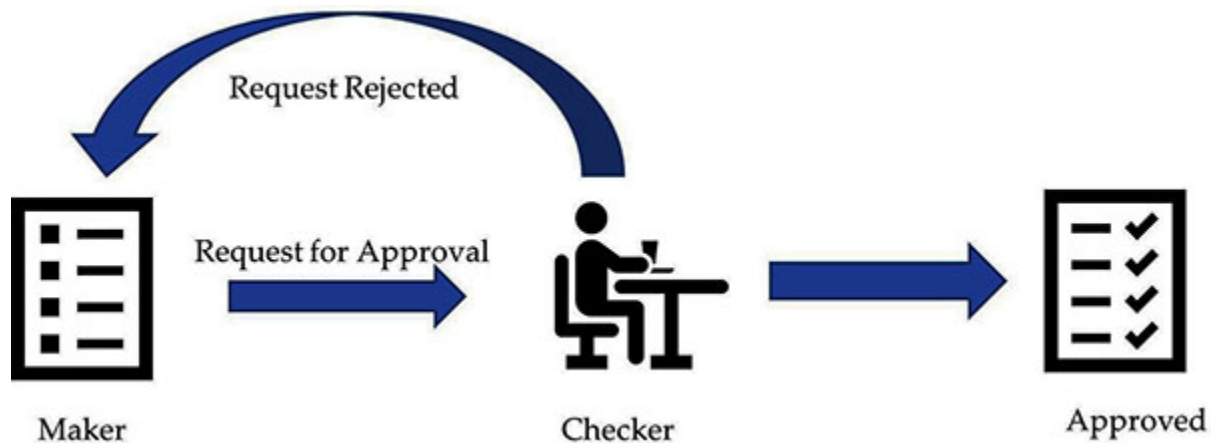 Request Rejected
Request for Approval
Maker
Checker
Approved